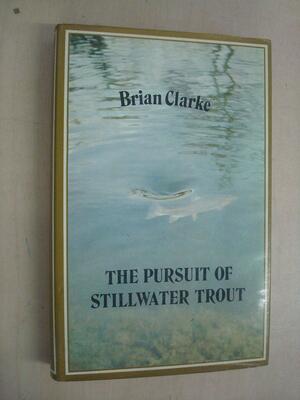 Brian Clarke
THE PURSUIT OF
STILLWATER TROUT